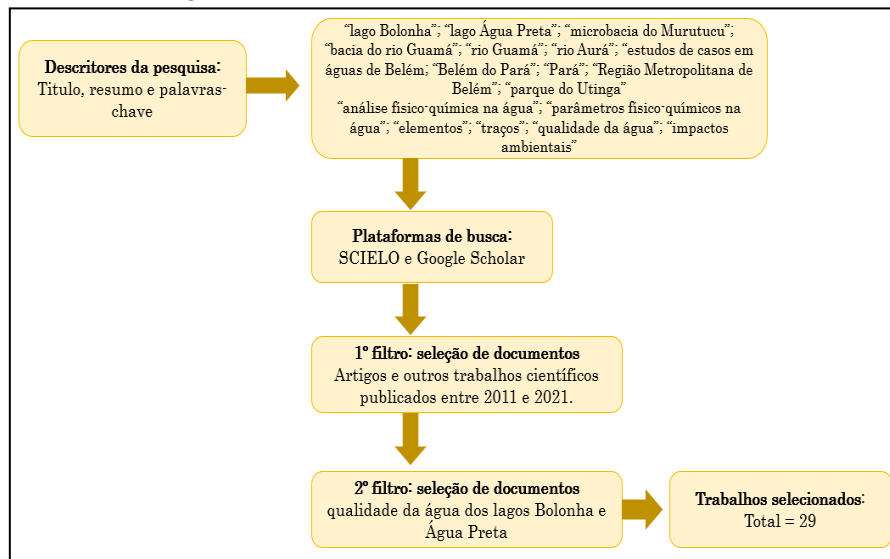 Descritores da pesquisa:
Titulo, resumo e palavras-
chave
“lago Bolonha”; “lago Água Preta”; “microbacia do Murutucu”;
“bacia do rio Guamá”; “rio Guamá”; “rio Aurá”; “estudos de casos em
águas de Belém; “Belém do Pará”; “Pará”; “Região Metropolitana de
Belém”; “parque do Utinga”
“análise físico-química na água”; “parâmetros físico-químicos na
água”; “elementos”; “traços”; “qualidade da água”; “impactos
ambientais”
Plataformas de busca:
SCIELO e Google Scholar
1º filtro: seleção de documentos
Artigos e outros trabalhos científicos
publicados entre 2011 e 2021.
2º filtro: seleção de documentos
qualidade da água dos lagos Bolonha e
Água Preta
Trabalhos selecionados:
Total = 29